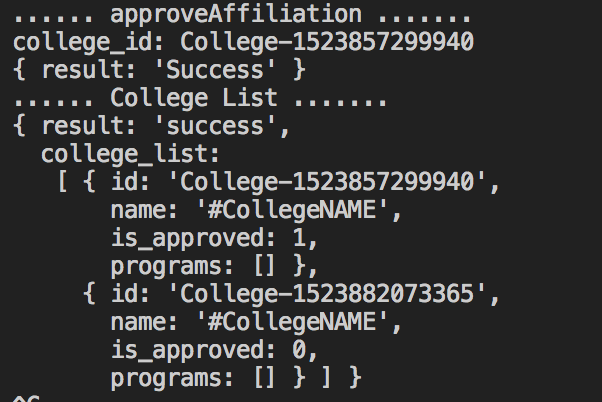 ...... approveAffiliation .......
college_id: College-1523857299940
{ result: 'Success' }
...... College List .......
{ result: 'success',
college_list:
[ { id: 'College-1523857299940',
name: '#CollegeNAME',
is_approved: 1,
programs: [] },
{ id: 'College-1523882073365',
name: '#CollegeNAME',
is_approved: 0,
programs: [] } ] }